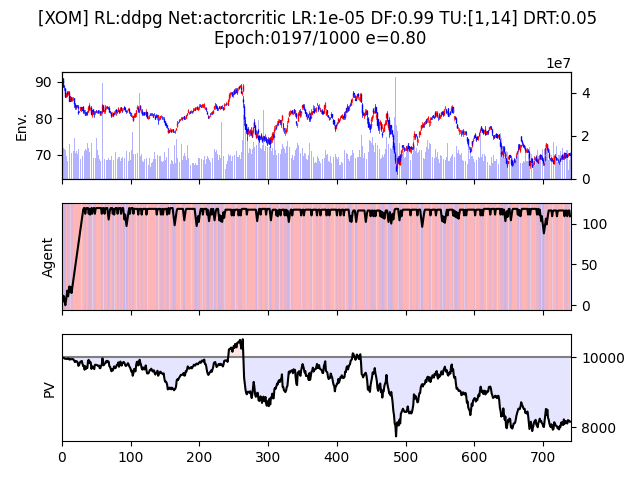 [XOM] RL:ddpg Net:actorcritic LR:1e-05 DF:0.99 TU:[1,14] DRT:0.05
Epoch:0197/1000 e=0.80
1e7
Env.
90
80
70
4
2
0
Agent
100
50
0
PV
10000
8000
0 100 200 300 400 500 600 700